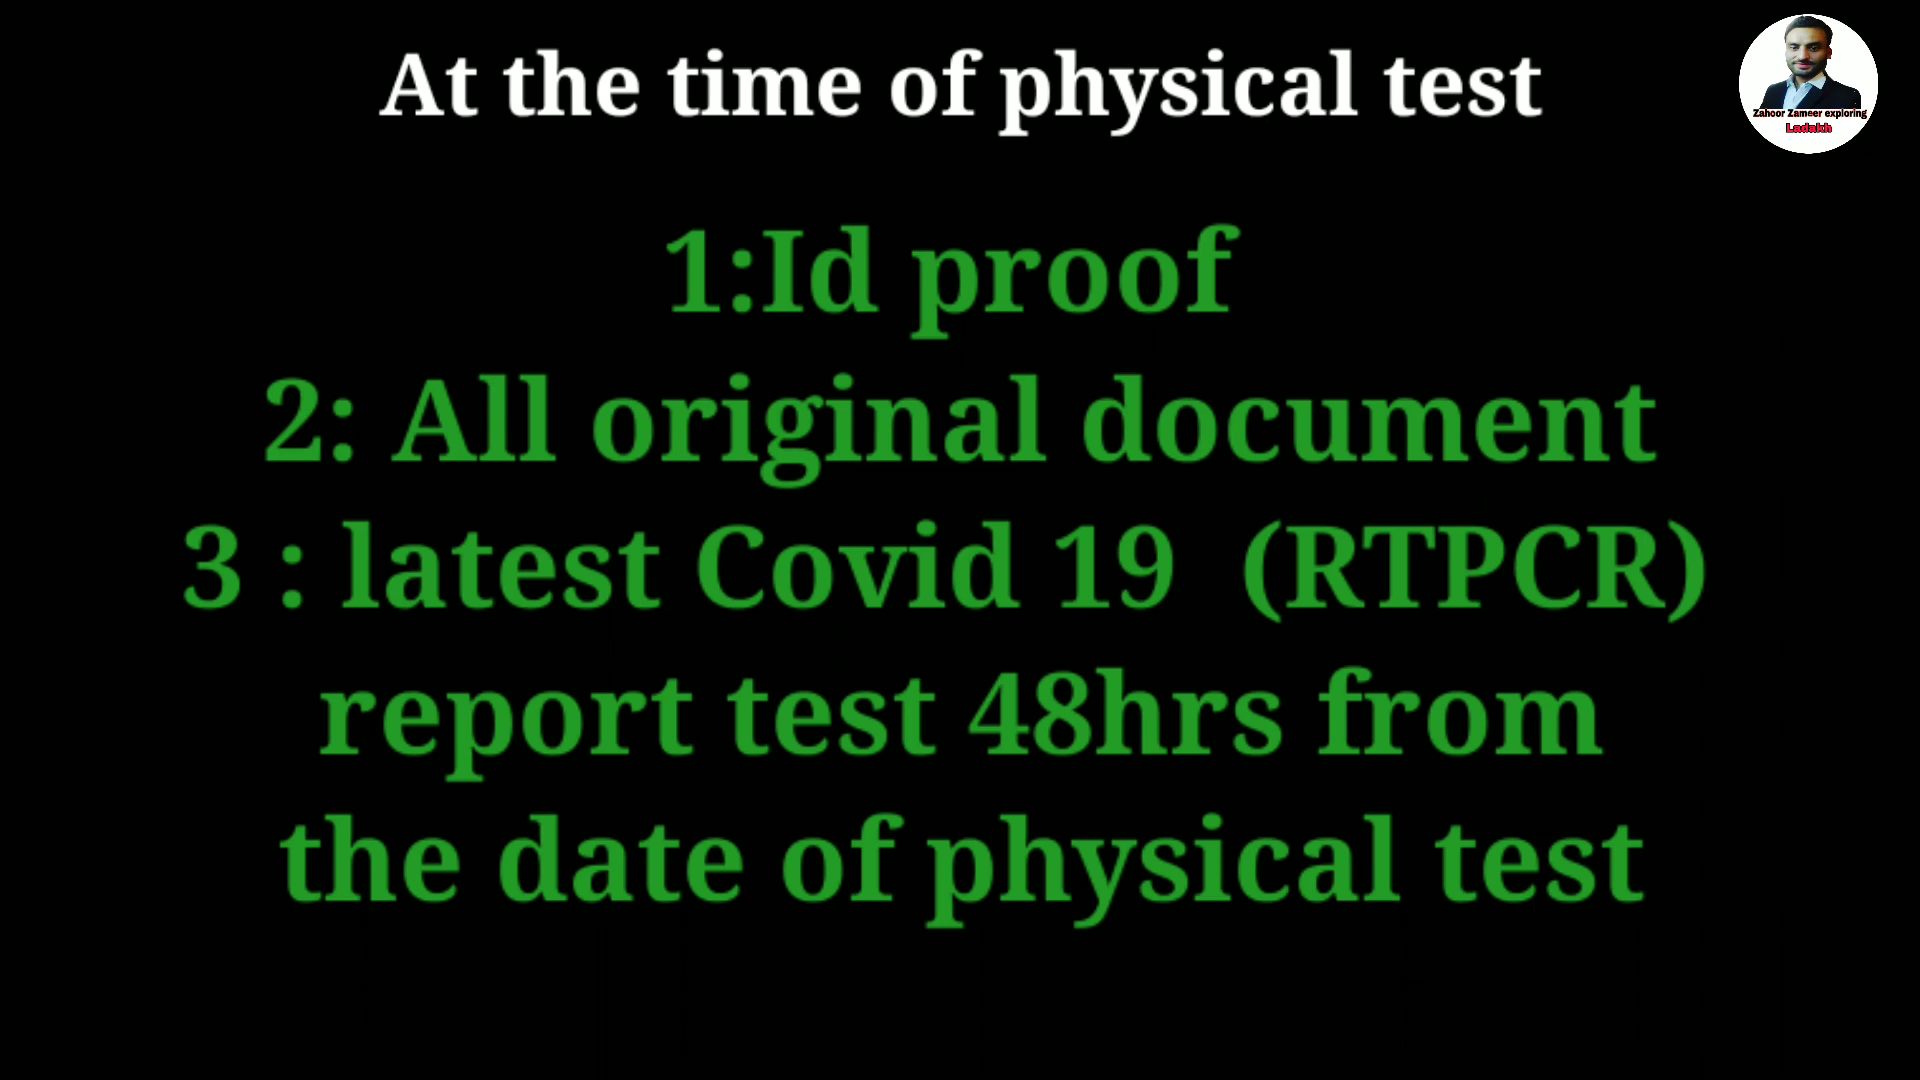 At the time of physical test
Zahoor Zameer exploring
Ladakh
1:Id proof
2: All original document
3 : latest Covid 19  (RTPCR)
report test 48hrs from
the date of physical test